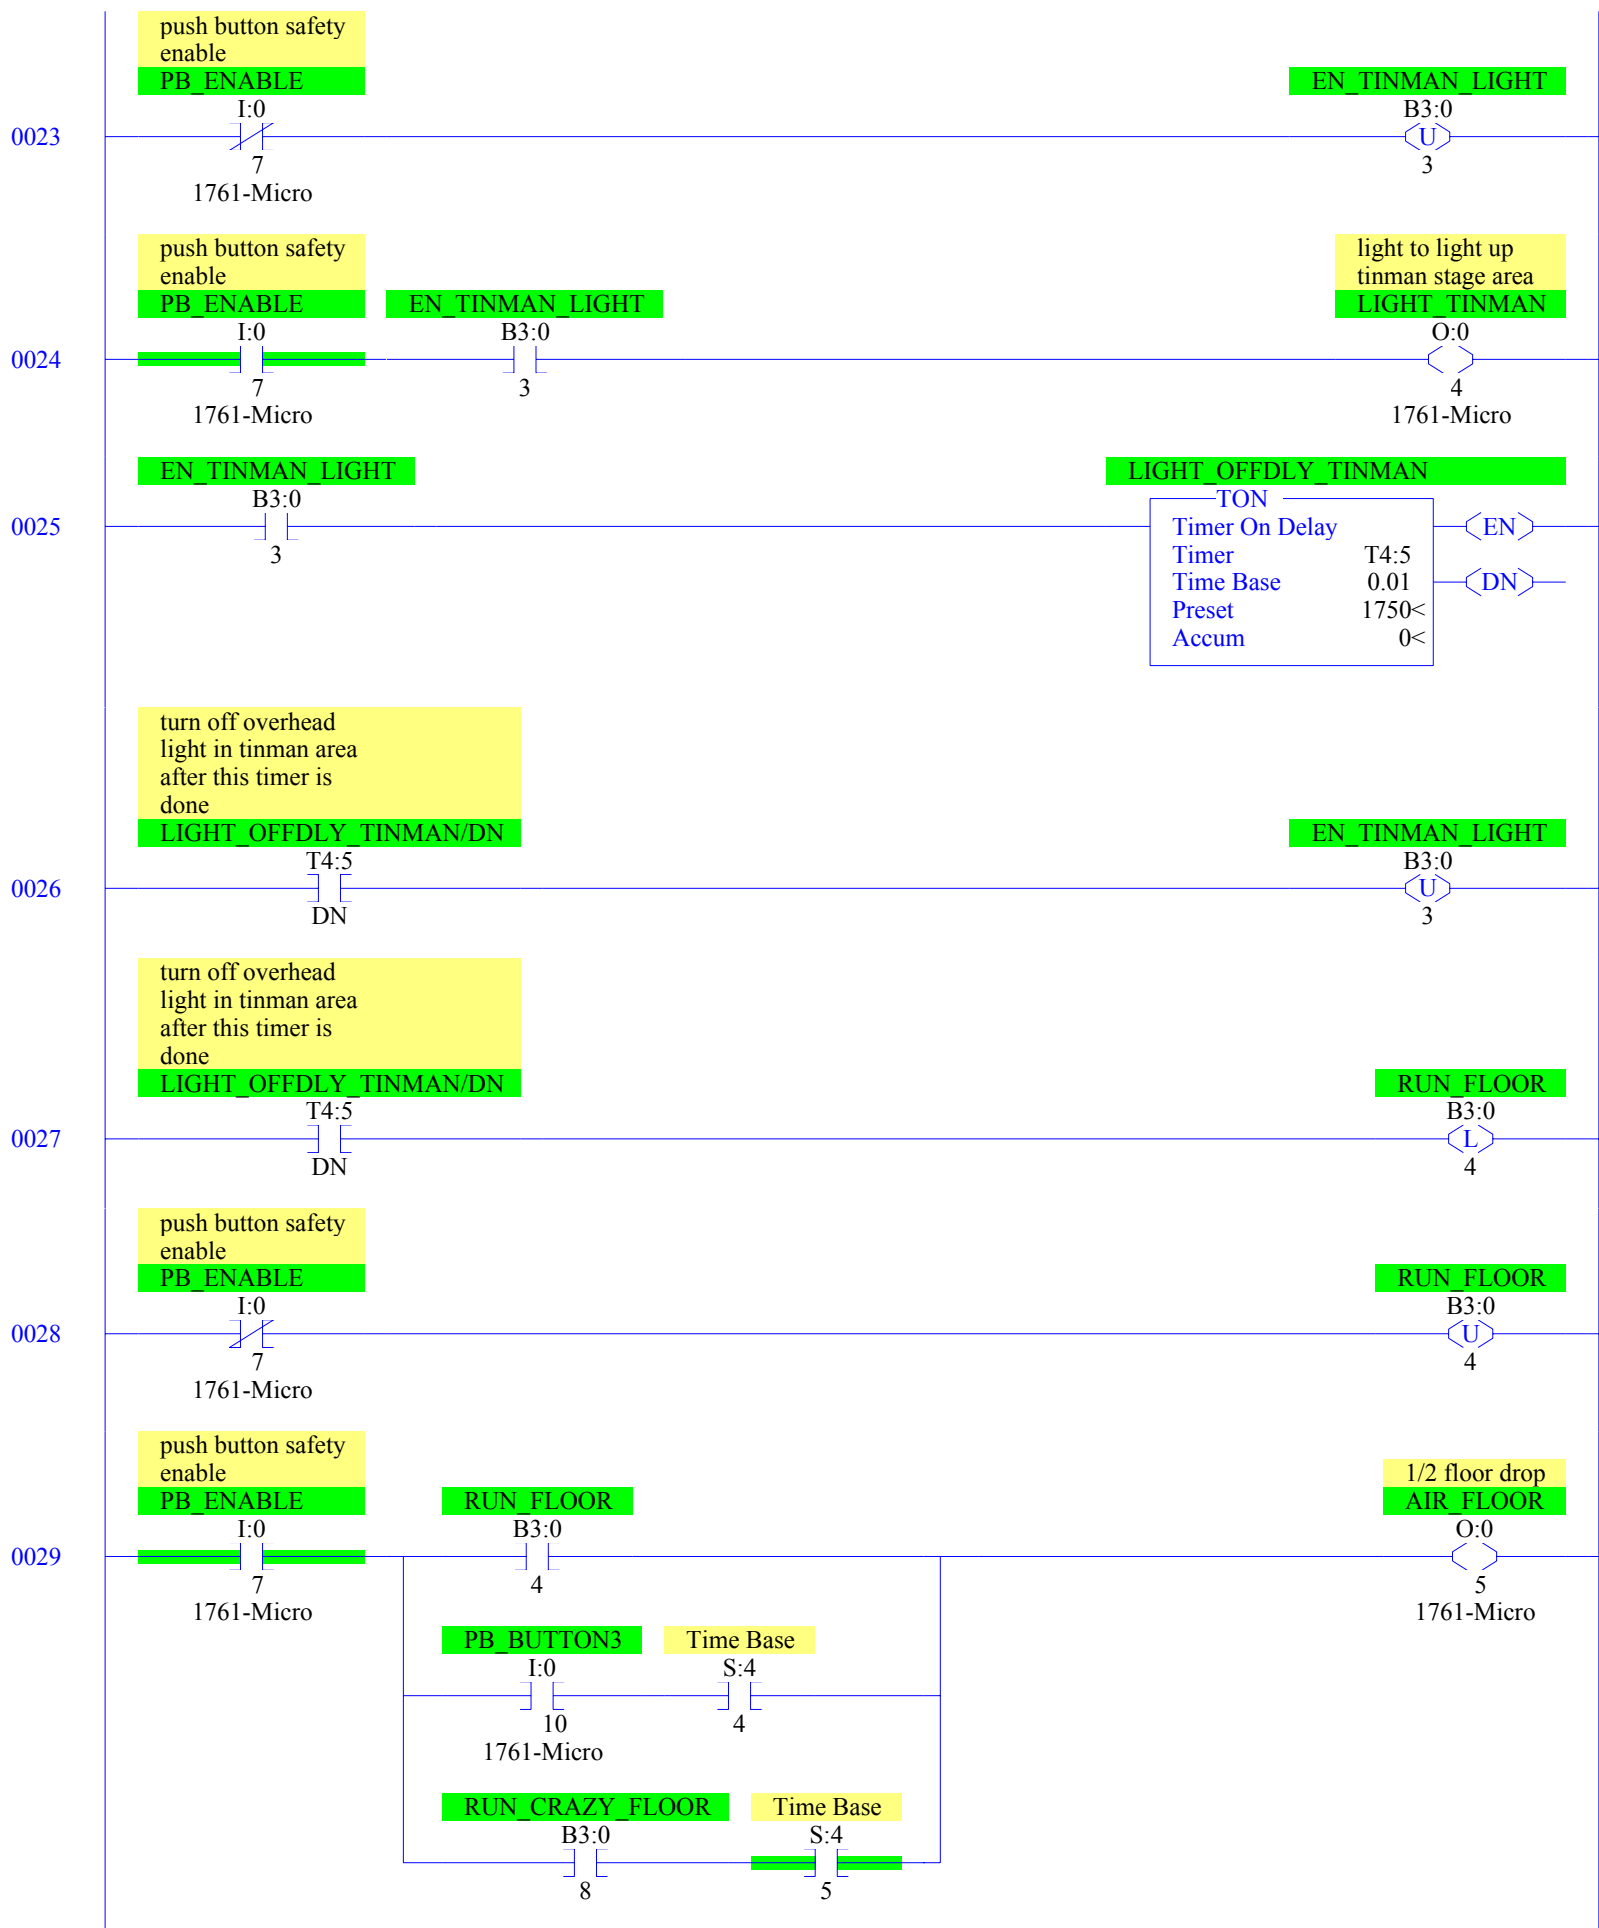 push button safety
enable
PB_ENABLE
I:0
7
1761-Micro
EN_TINMAN_LIGHT
B3:0
U
3
0023
push button safety
enable
PB_ENABLE
I:0
7
1761-Micro
EN_TINMAN_LIGHT
B3:0
3
light to light up
tinman stage area
LIGHT_TINMAN
O:0
4
1761-Micro
0024
EN_TINMAN_LIGHT
B3:0
3
LIGHT_OFFDLY_TINMAN
TON
Timer On Delay
Timer T4:5
Time Base 0.01
Preset 1750<
Accum 0<
EN
DN
0025
turn off overhead
light in tinman area
after this timer is
done
LIGHT_OFFDLY_TINMAN/DN
T4:5
DN
EN_TINMAN_LIGHT
B3:0
U
3
0026
turn off overhead
light in tinman area
after this timer is
done
LIGHT_OFFDLY_TINMAN/DN
T4:5
DN
RUN_FLOOR
B3:0
L
4
0027
push button safety
enable
PB_ENABLE
I:0
7
1761-Micro
RUN_FLOOR
B3:0
U
4
0028
push button safety
enable
PB_ENABLE
I:0
7
1761-Micro
RUN_FLOOR
B3:0
4
1/2 floor drop
AIR_FLOOR
O:0
5
1761-Micro
0029
PB_BUTTON3
I:0
10
1761-Micro
Time Base
S:4
4
RUN_CRAZY_FLOOR
B3:0
8
Time Base
S:4
5